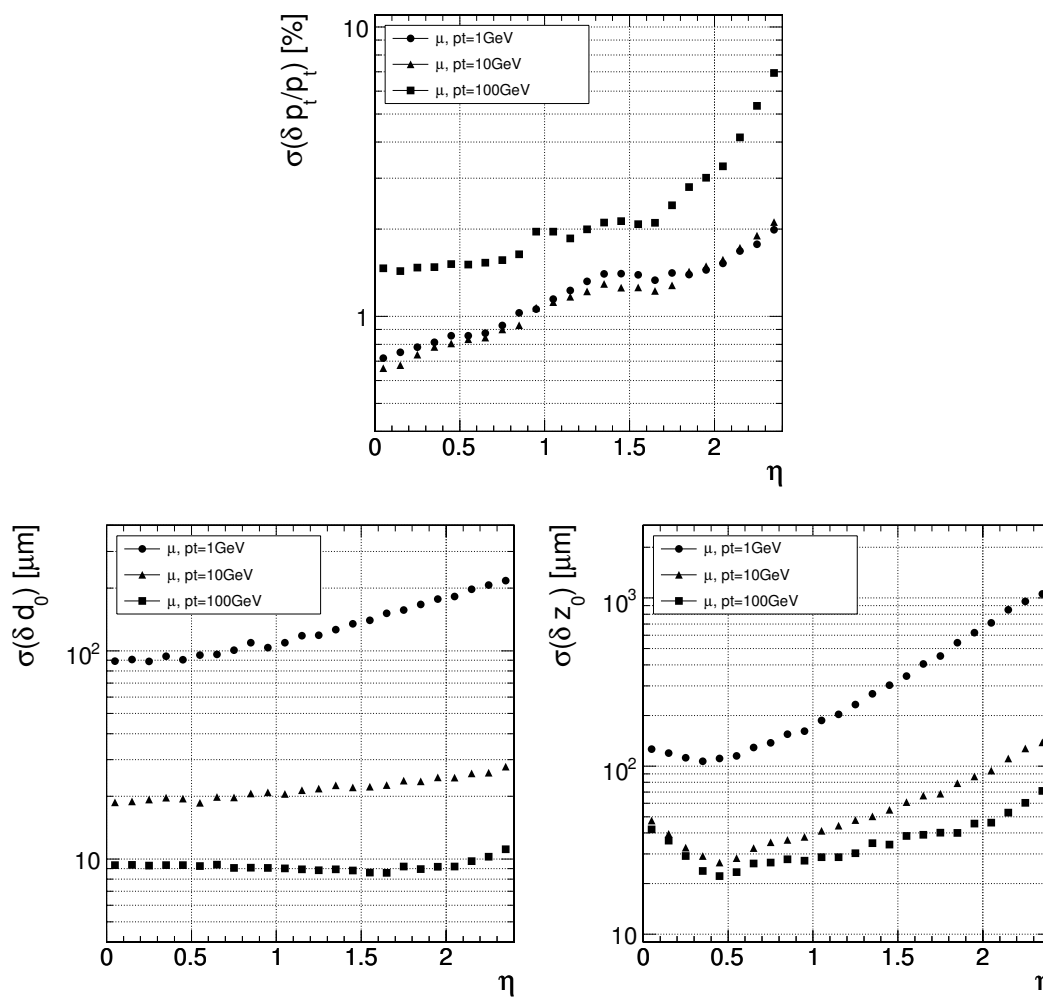 σ(δ p_t/p_t) [%]
10
1
μ, pt=1GeV
μ, pt=10GeV
μ, pt=100GeV
0 0.5 1 1.5 2
η
σ(δ d_0) [μm]
10^2
10
μ, pt=1GeV
μ, pt=10GeV
μ, pt=100GeV
0 0.5 1 1.5 2
η
σ(δ z_0) [μm]
10^3
10^2
10
μ, pt=1GeV
μ, pt=10GeV
μ, pt=100GeV
0 0.5 1 1.5 2
η